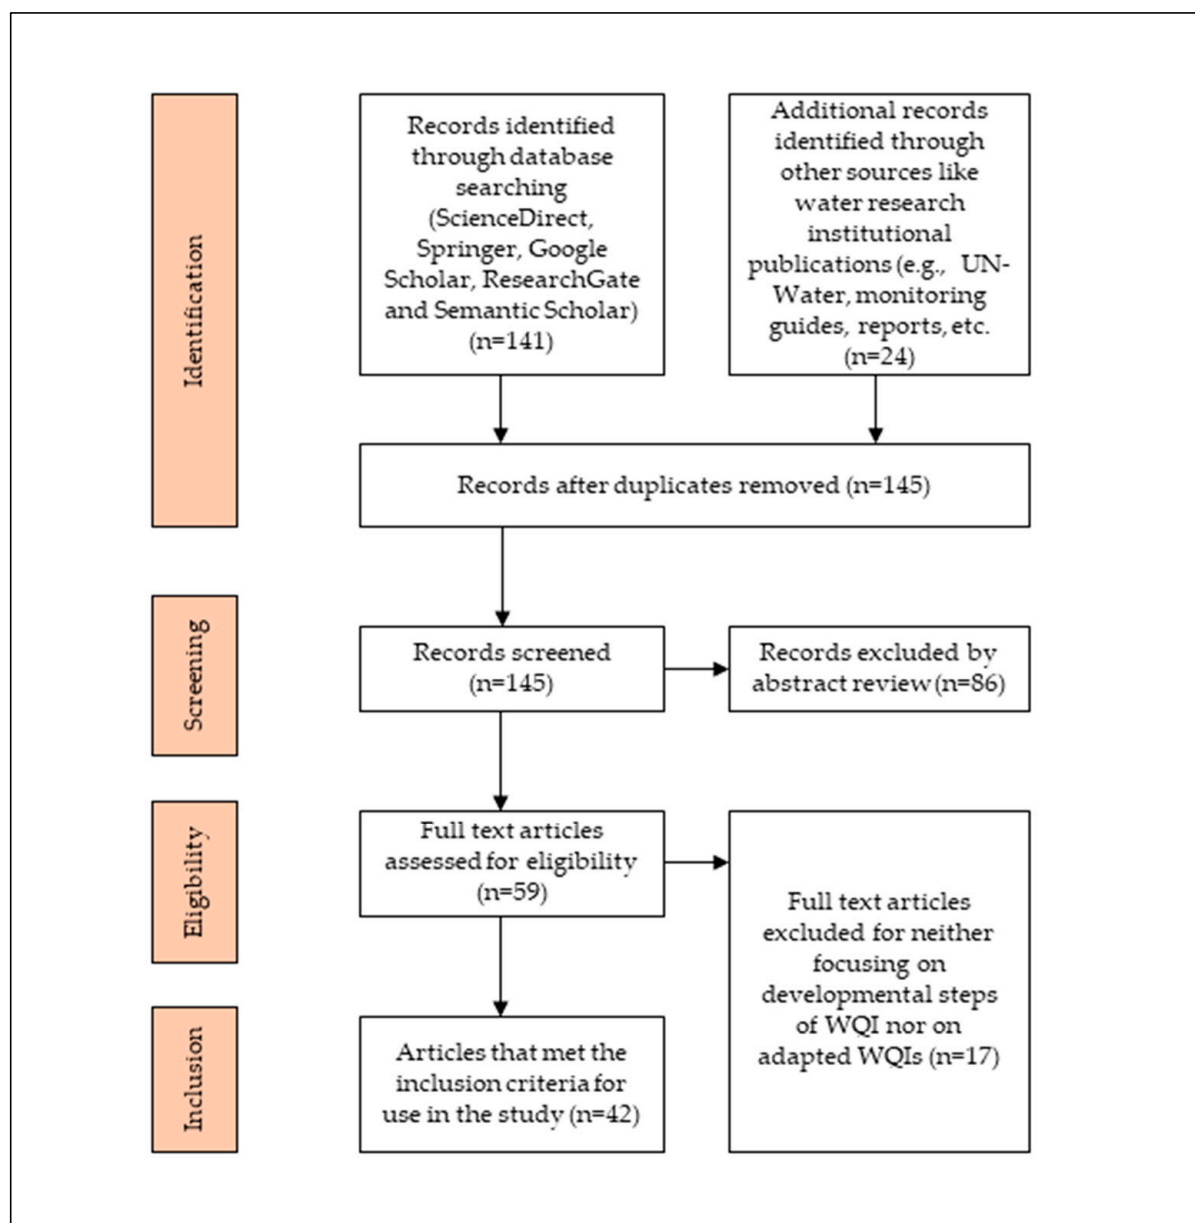 Identification
Records identified
through database
searching
(ScienceDirect,
Springer, Google
Scholar, ResearchGate
and Semantic Scholar)
(n=141)
Additional records
identified through
other sources like
water research
institutional
publications (e.g., UN-
Water, monitoring
guides, reports, etc.
(n=24)
Records after duplicates removed (n=145)
Screening
Records screened
(n=145)
Records excluded by
abstract review (n=86)
Eligibility
Full text articles
assessed for eligibility
(n=59)
Full text articles
excluded for neither
focusing on
developmental steps
of WQI nor on
adapted WQIs (n=17)
Inclusion
Articles that met the
inclusion criteria for
use in the study (n=42)